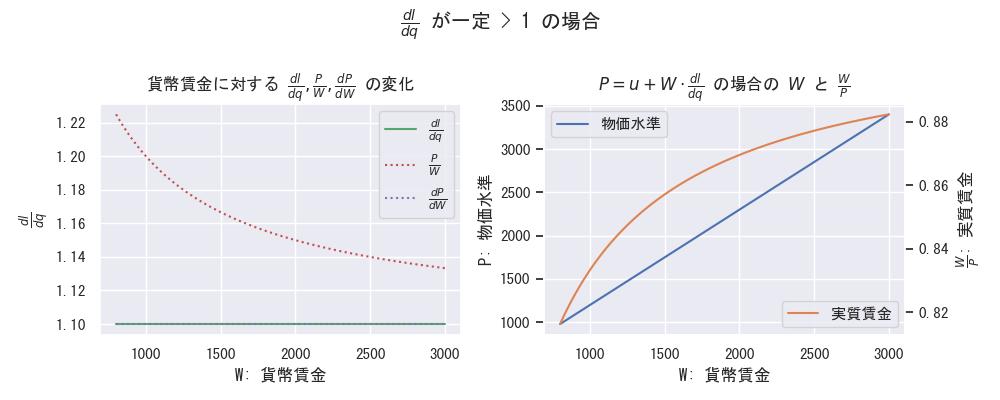 dl/dq が一定 > 1 の場合
貨幣賃金に対する dl/dq, P/W, dP/dW の変化
1.22
1.20
1.18
1.16
1.14
1.12
1.10
dl/dq
1000 1500 2000 2500 3000
W: 貨幣賃金
dl/dq
P/W
dP/dW
P = u + W · dl/dq の場合の W と W/P
3500
3000
2500
2000
1500
1000
P: 物価水準
物価水準
実質賃金
0.88
0.86
0.84
0.82
W/P: 実質賃金
1000 1500 2000 2500 3000
W: 貨幣賃金